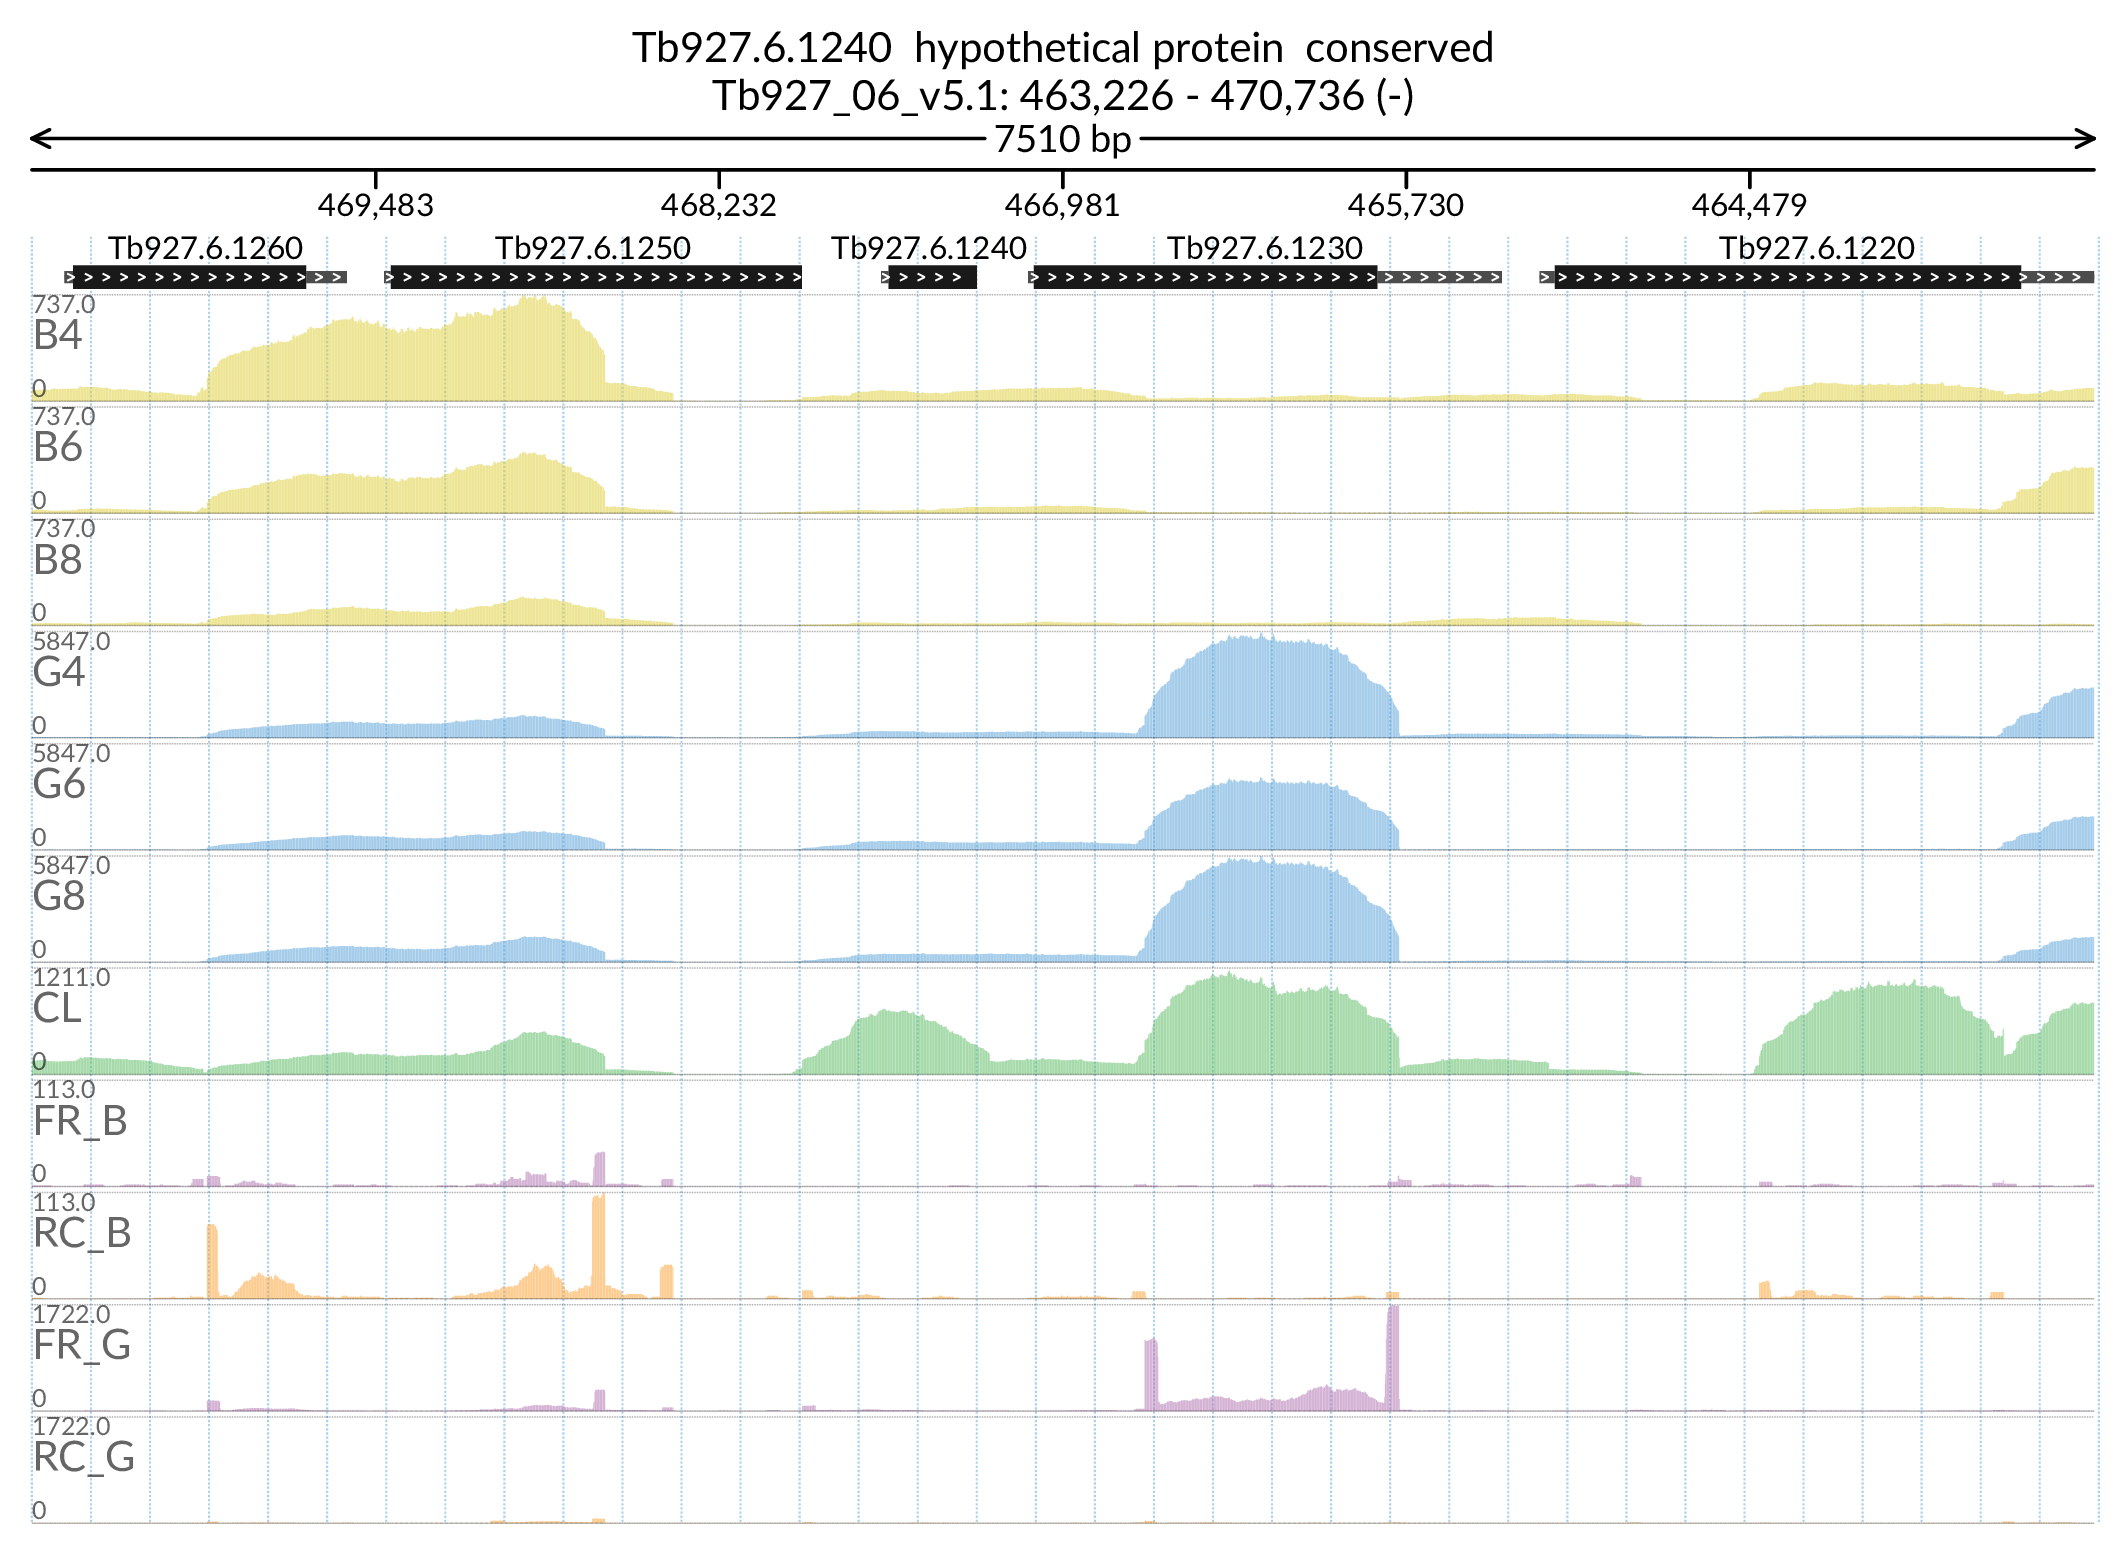 Tb927.6.1240  hypothetical protein  conserved
Tb927_06_v5.1: 463,226 - 470,736 (-)
7510 bp
469,483 468,232 466,981 465,730 464,479
Tb927.6.1260 Tb927.6.1250 Tb927.6.1240 Tb927.6.1230 Tb927.6.1220
737.0
B4
0
737.0
B6
0
737.0
B8
0
5847.0
G4
0
5847.0
G6
0
5847.0
G8
0
1211.0
CL
0
113.0
FR_B
0
113.0
RC_B
0
1722.0
FR_G
0
1722.0
RC_G
0